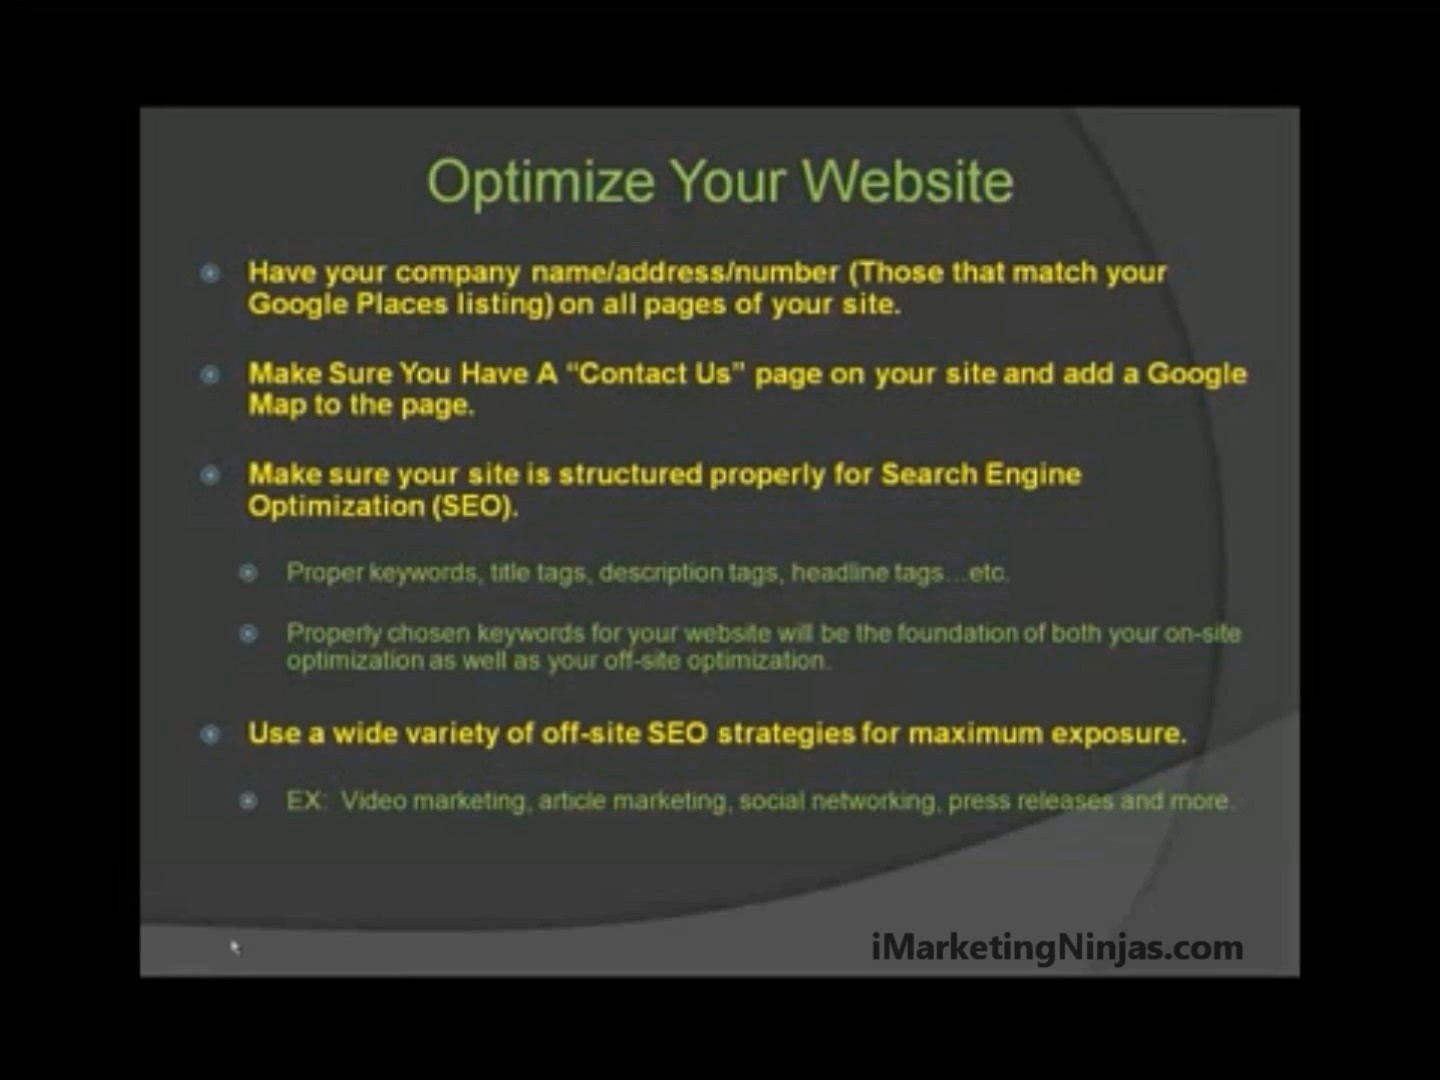 Optimize Your Website
Have your company name/address/number (Those that match your
Google Places listing) on all pages of your site.
Make Sure You Have A “Contact Us” page on your site and add a Google
Map to the page.
Make sure your site is structured properly for Search Engine
Optimization (SEO).
Proper keywords, title tags, description tags, headline tags...etc.
Properly chosen keywords for your website will be the foundation of both your on-site
optimization as well as your off-site optimization.
Use a wide variety of off-site SEO strategies for maximum exposure.
EX: Video marketing, article marketing, social networking, press releases and more.
iMarketingNinjas.com